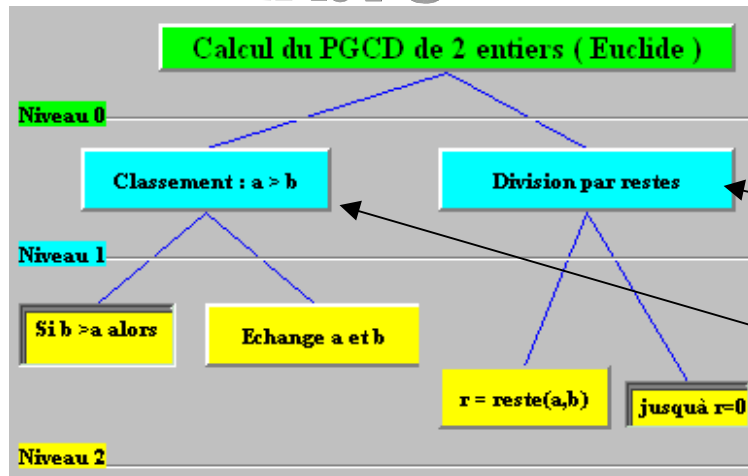 Calcul du PGCD de 2 entiers ( Euclide )
Niveau 0
Classement : a > b
Division par restes
Niveau 1
Si b >a alors
Echange a et b
r = reste(a,b)
jusquà r=0
Niveau 2